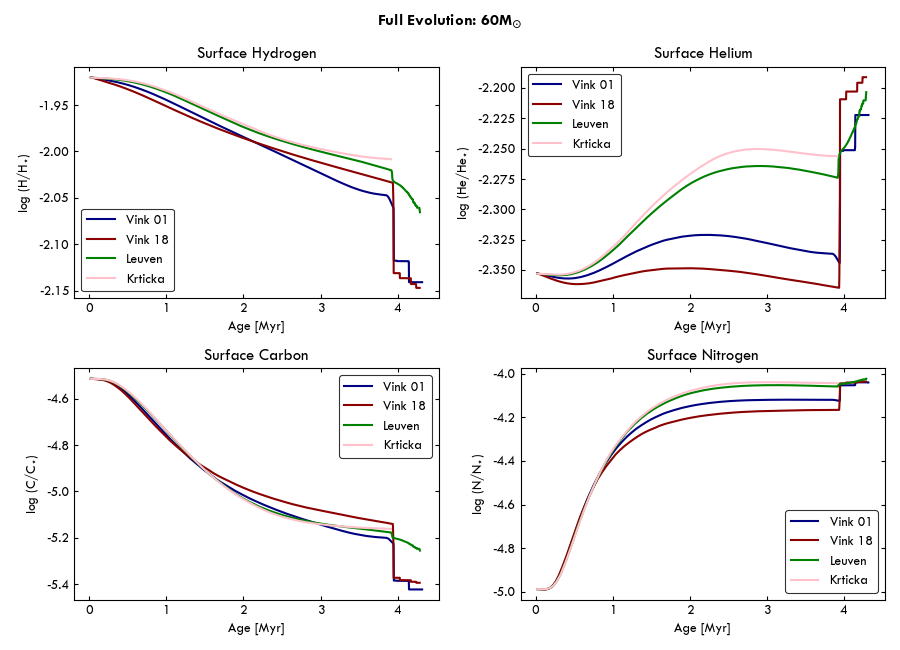 Full Evolution: 60M⊙
Surface Hydrogen
log (H/H⋆)
-1.95
-2.00
-2.05
-2.10
-2.15
Vink 01
Vink 18
Leuven
Krticka
0 1 2 3 4
Age [Myr]
Surface Helium
log (He/He⋆)
-2.200
-2.225
-2.250
-2.275
-2.300
-2.325
-2.350
Vink 01
Vink 18
Leuven
Krticka
0 1 2 3 4
Age [Myr]
Surface Carbon
log (C/C⋆)
-4.6
-4.8
-5.0
-5.2
-5.4
Vink 01
Vink 18
Leuven
Krticka
0 1 2 3 4
Age [Myr]
Surface Nitrogen
log (N/N⋆)
-4.0
-4.2
-4.4
-4.6
-4.8
-5.0
Vink 01
Vink 18
Leuven
Krticka
0 1 2 3 4
Age [Myr]